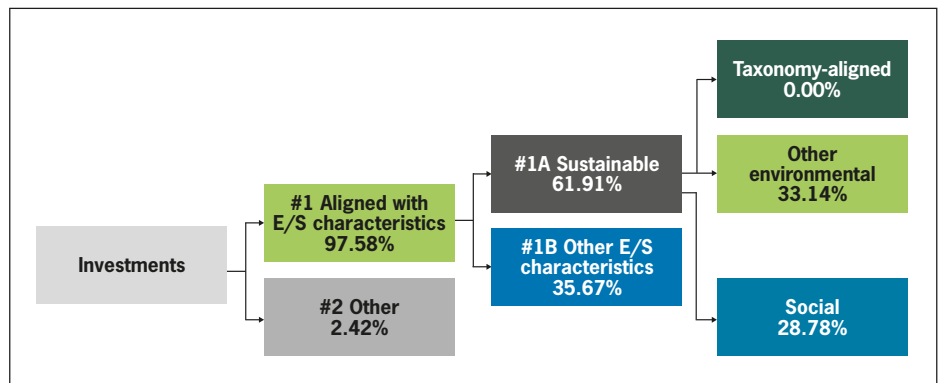 Investments
#1 Aligned with
E/S characteristics
97.58%
#2 Other
2.42%
#1A Sustainable
61.91%
#1B Other E/S
characteristics
35.67%
Taxonomy-aligned
0.00%
Other
environmental
33.14%
Social
28.78%